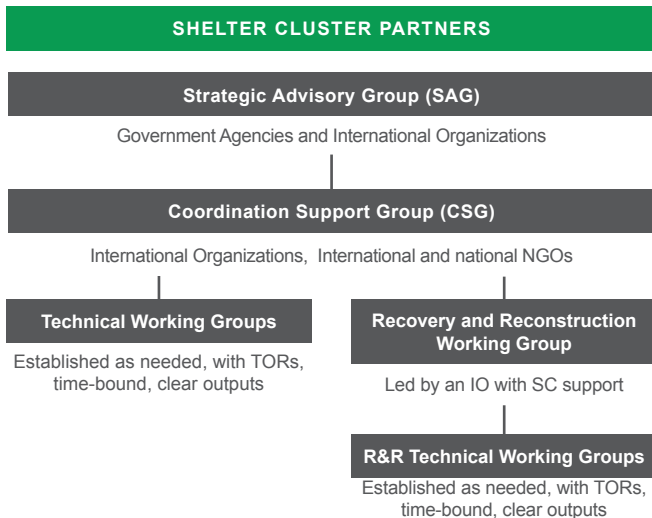 SHELTER CLUSTER PARTNERS
Strategic Advisory Group (SAG)
Government Agencies and International Organizations
Coordination Support Group (CSG)
International Organizations, International and national NGOs
Technical Working Groups
Established as needed, with TORs,
time-bound, clear outputs
Recovery and Reconstruction
Working Group
Led by an IO with SC support
R&R Technical Working Groups
Established as needed, with TORs,
time-bound, clear outputs